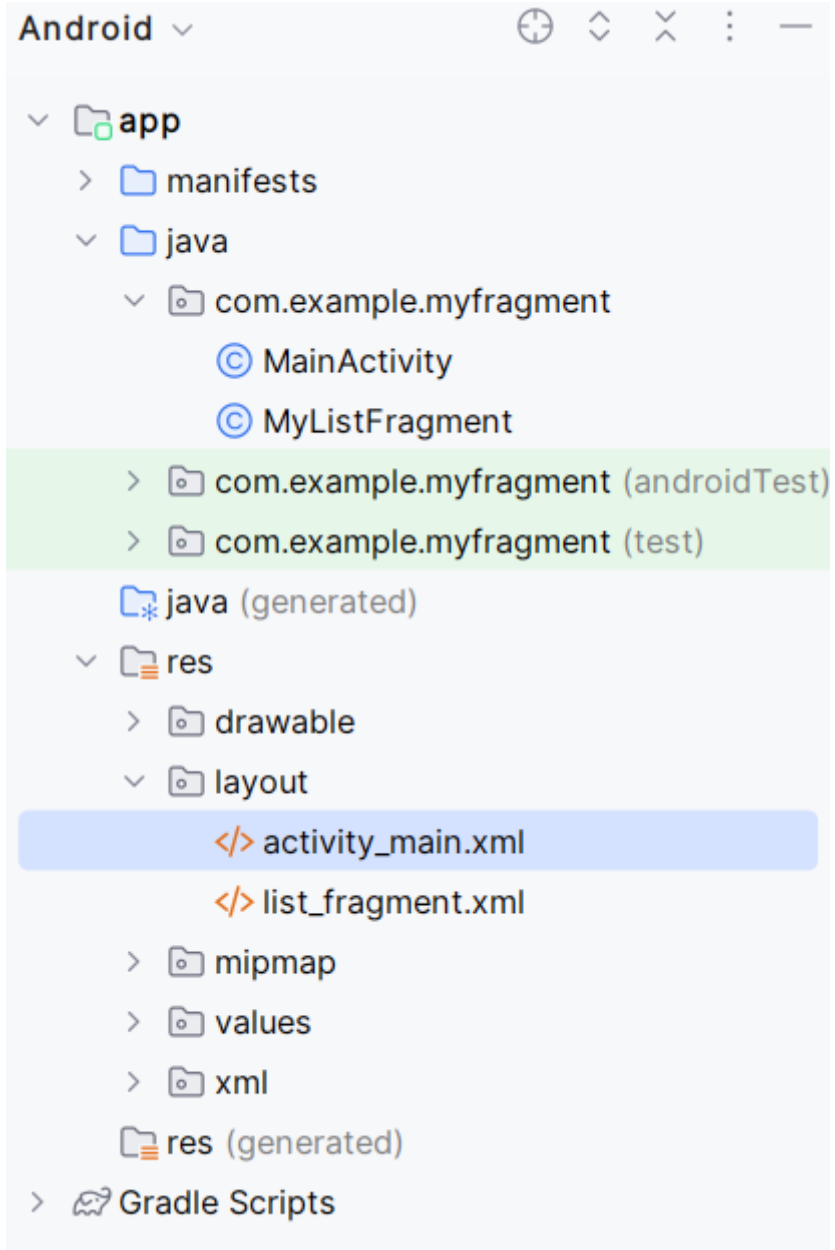 Android
app
manifests
java
com.example.myfragment
MainActivity
MyListFragment
com.example.myfragment (androidTest)
com.example.myfragment (test)
java (generated)
res
drawable
layout
activity_main.xml
list_fragment.xml
mipmap
values
xml
res (generated)
Gradle Scripts